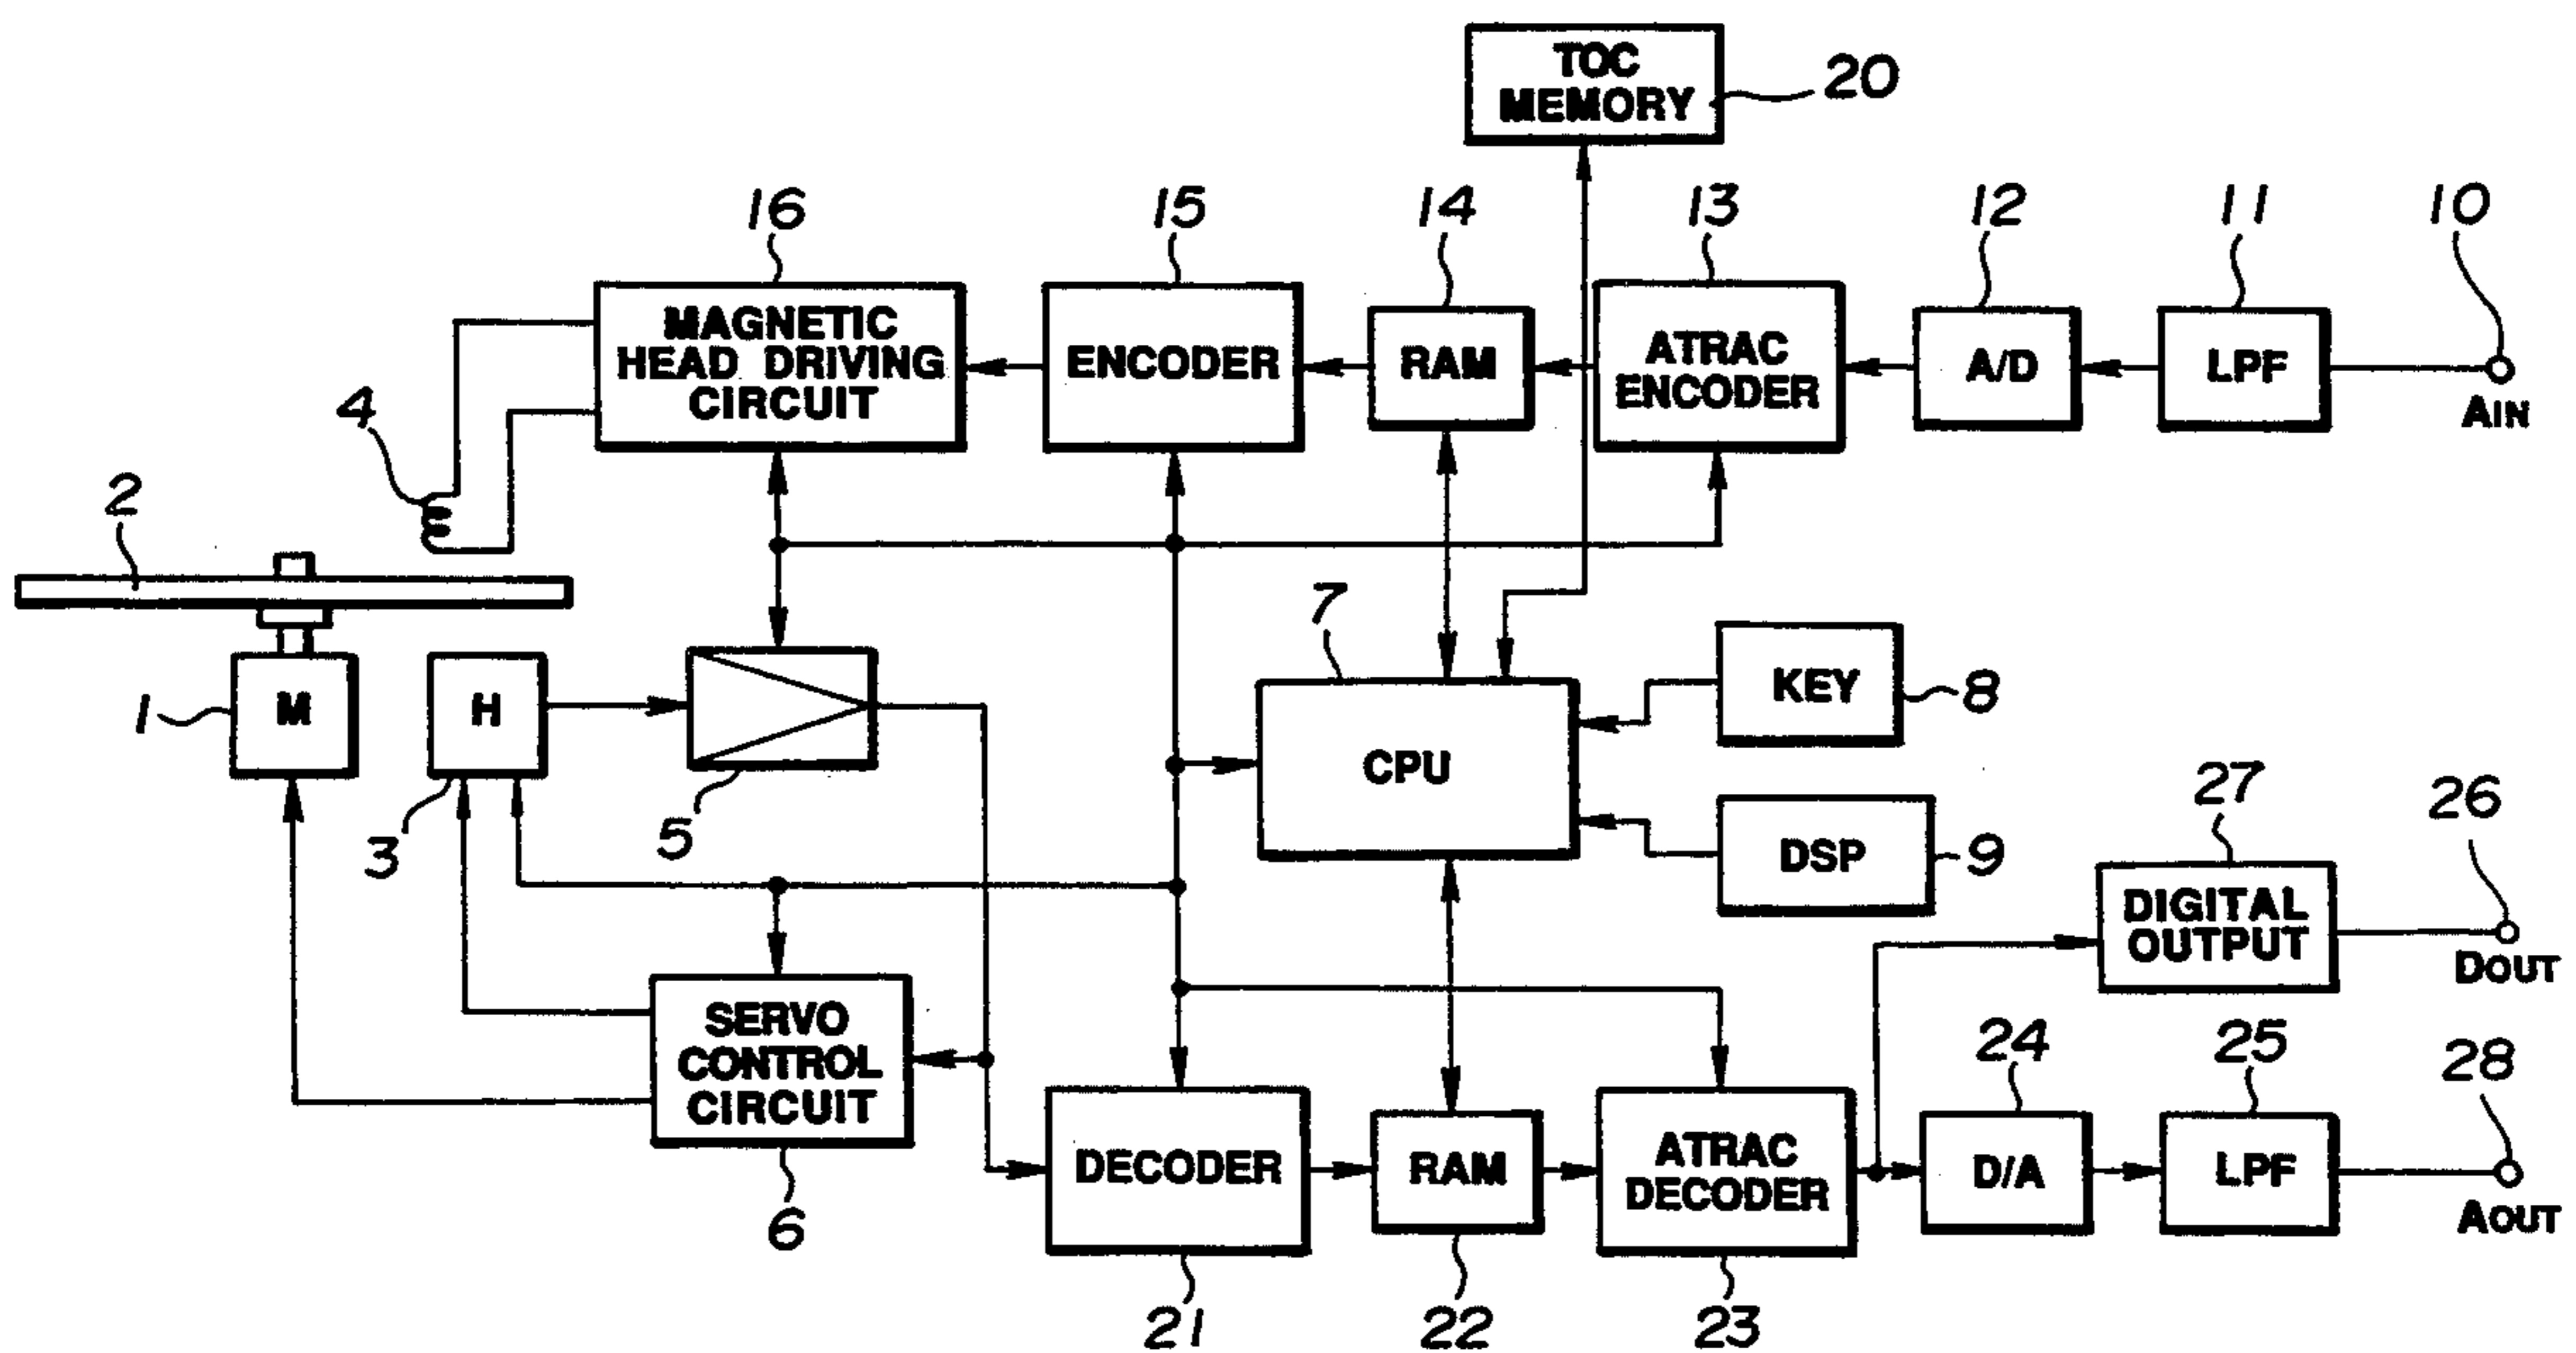 TOC
MEMORY
20
16
15
14
13
12
11
10
MAGNETIC
HEAD DRIVING
CIRCUIT
ENCODER
RAM
ATRAC
ENCODER
A/D
LPF
AIN
4
2
7
KEY
8
1
M
H
CPU
3
5
DSP
9
27
26
DIGITAL
OUTPUT
DOUT
SERVO
CONTROL
CIRCUIT
24
25
28
DECODER
RAM
ATRAC
DECODER
D/A
LPF
AOUT
6
21
22
23